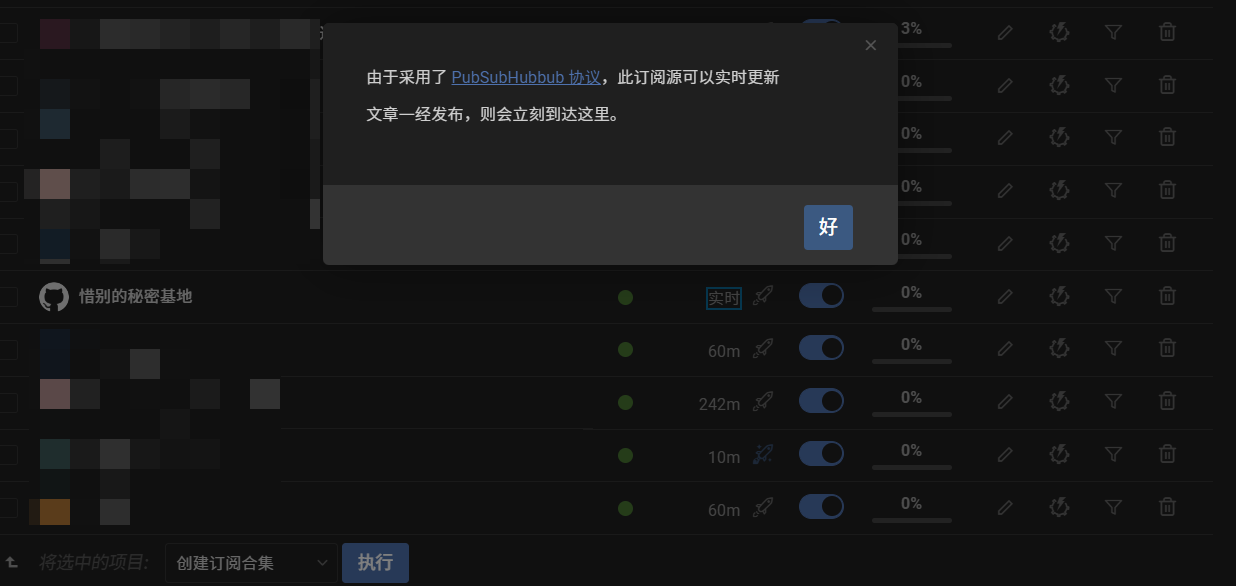 3%
由于采用了 PubSubHubbub 协议，此订阅源可以实时更新
文章一经发布，则会立刻到达这里。
0%
0%
0%
好
0%
惜别的秘密基地 实时 0%
60m 0%
242m 0%
10m 0%
60m 0%
将选中的项目: 创建订阅合集 执行